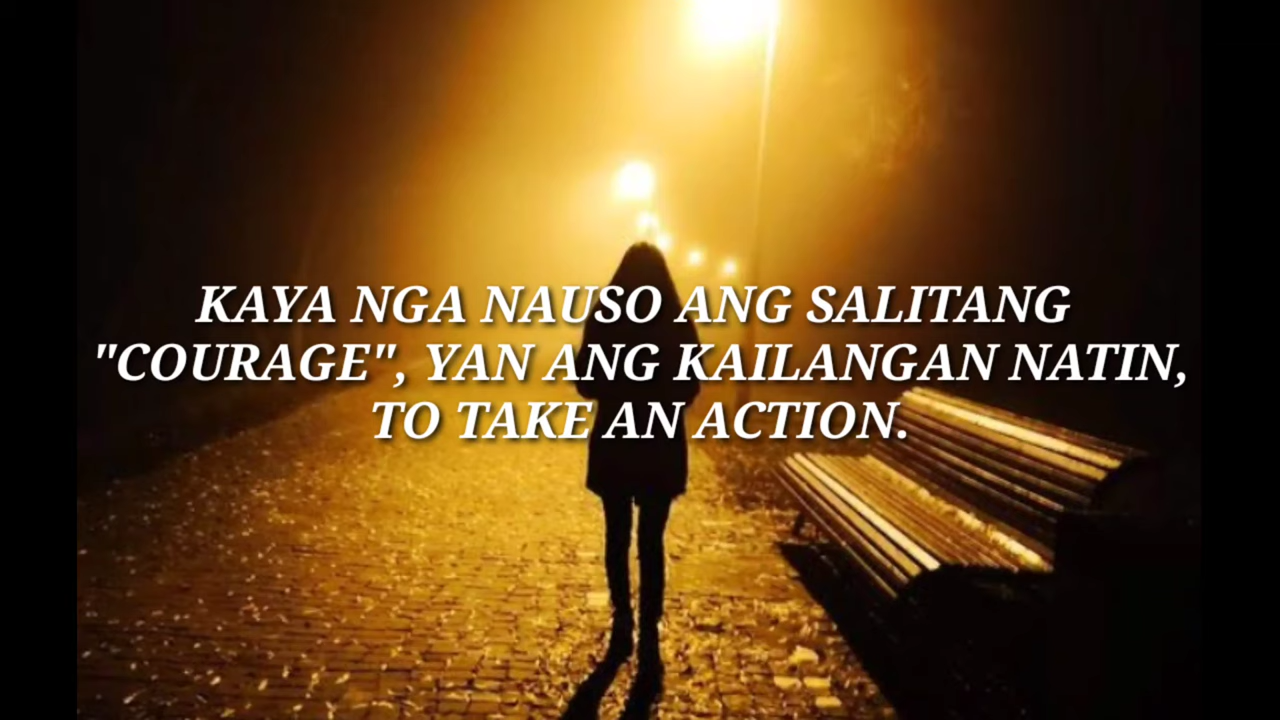 KAYA NGA NAUSO ANG SALITANG
"COURAGE", YAN ANG KAILANGAN NATIN,
TO TAKE AN ACTION.